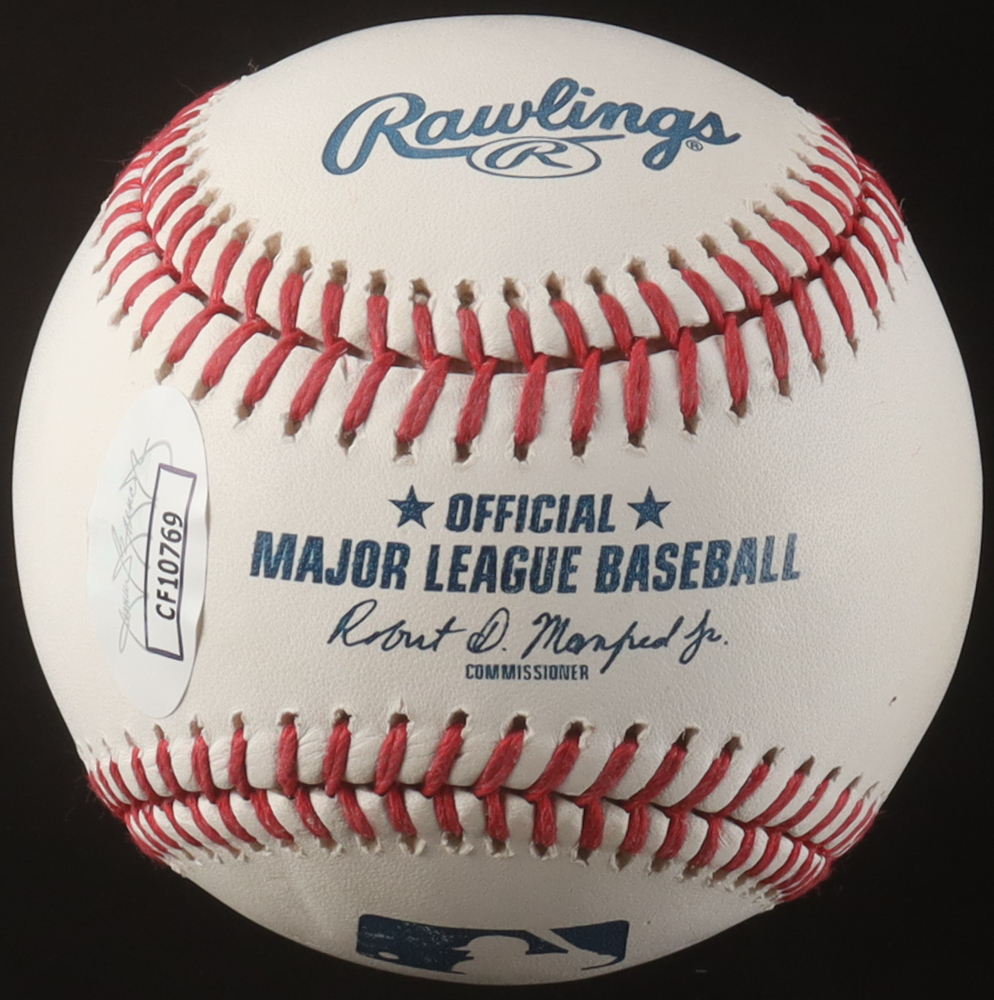 Rawlings®
R
★ OFFICIAL ★
MAJOR LEAGUE BASEBALL
Robert D. Manfred Jr.
COMMISSIONER
CF10769